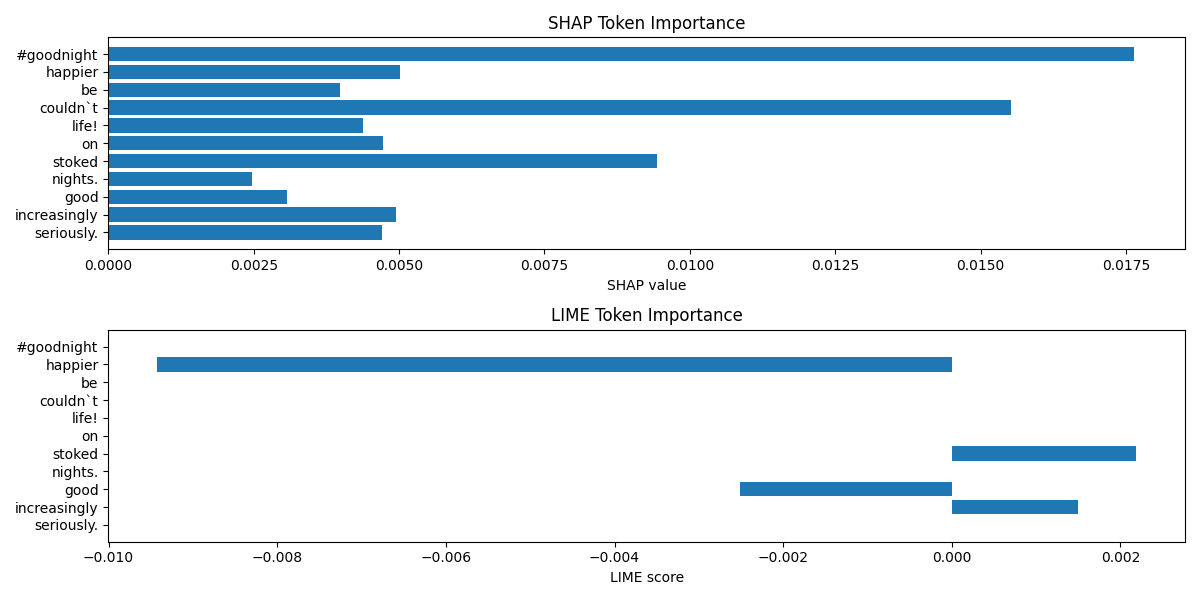 SHAP Token Importance
#goodnight
happier
be
couldn`t
life!
on
stoked
nights.
good
increasingly
seriously.
0.0000 0.0025 0.0050 0.0075 0.0100 0.0125 0.0150 0.0175
SHAP value
LIME Token Importance
#goodnight
happier
be
couldn`t
life!
on
stoked
nights.
good
increasingly
seriously.
−0.010 −0.008 −0.006 −0.004 −0.002 0.000 0.002
LIME score